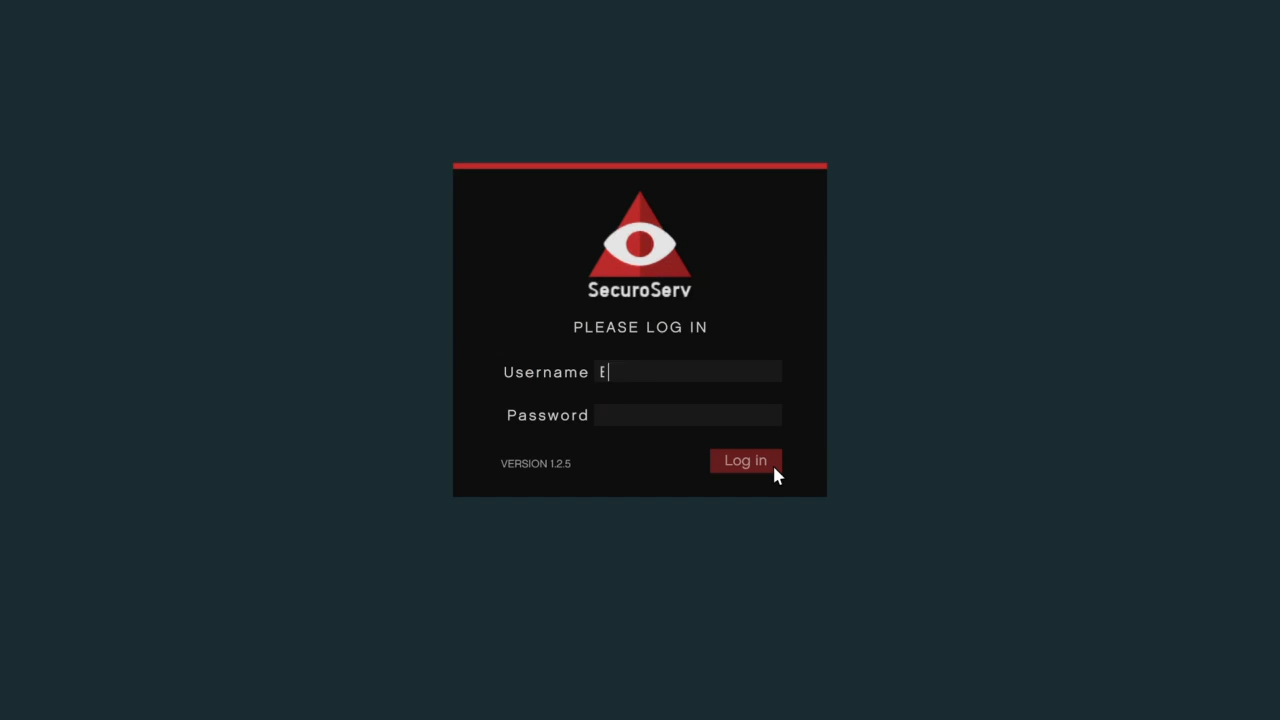 SecuroServ
PLEASE LOG IN
Username E
Password
VERSION 1.2.5
Log in